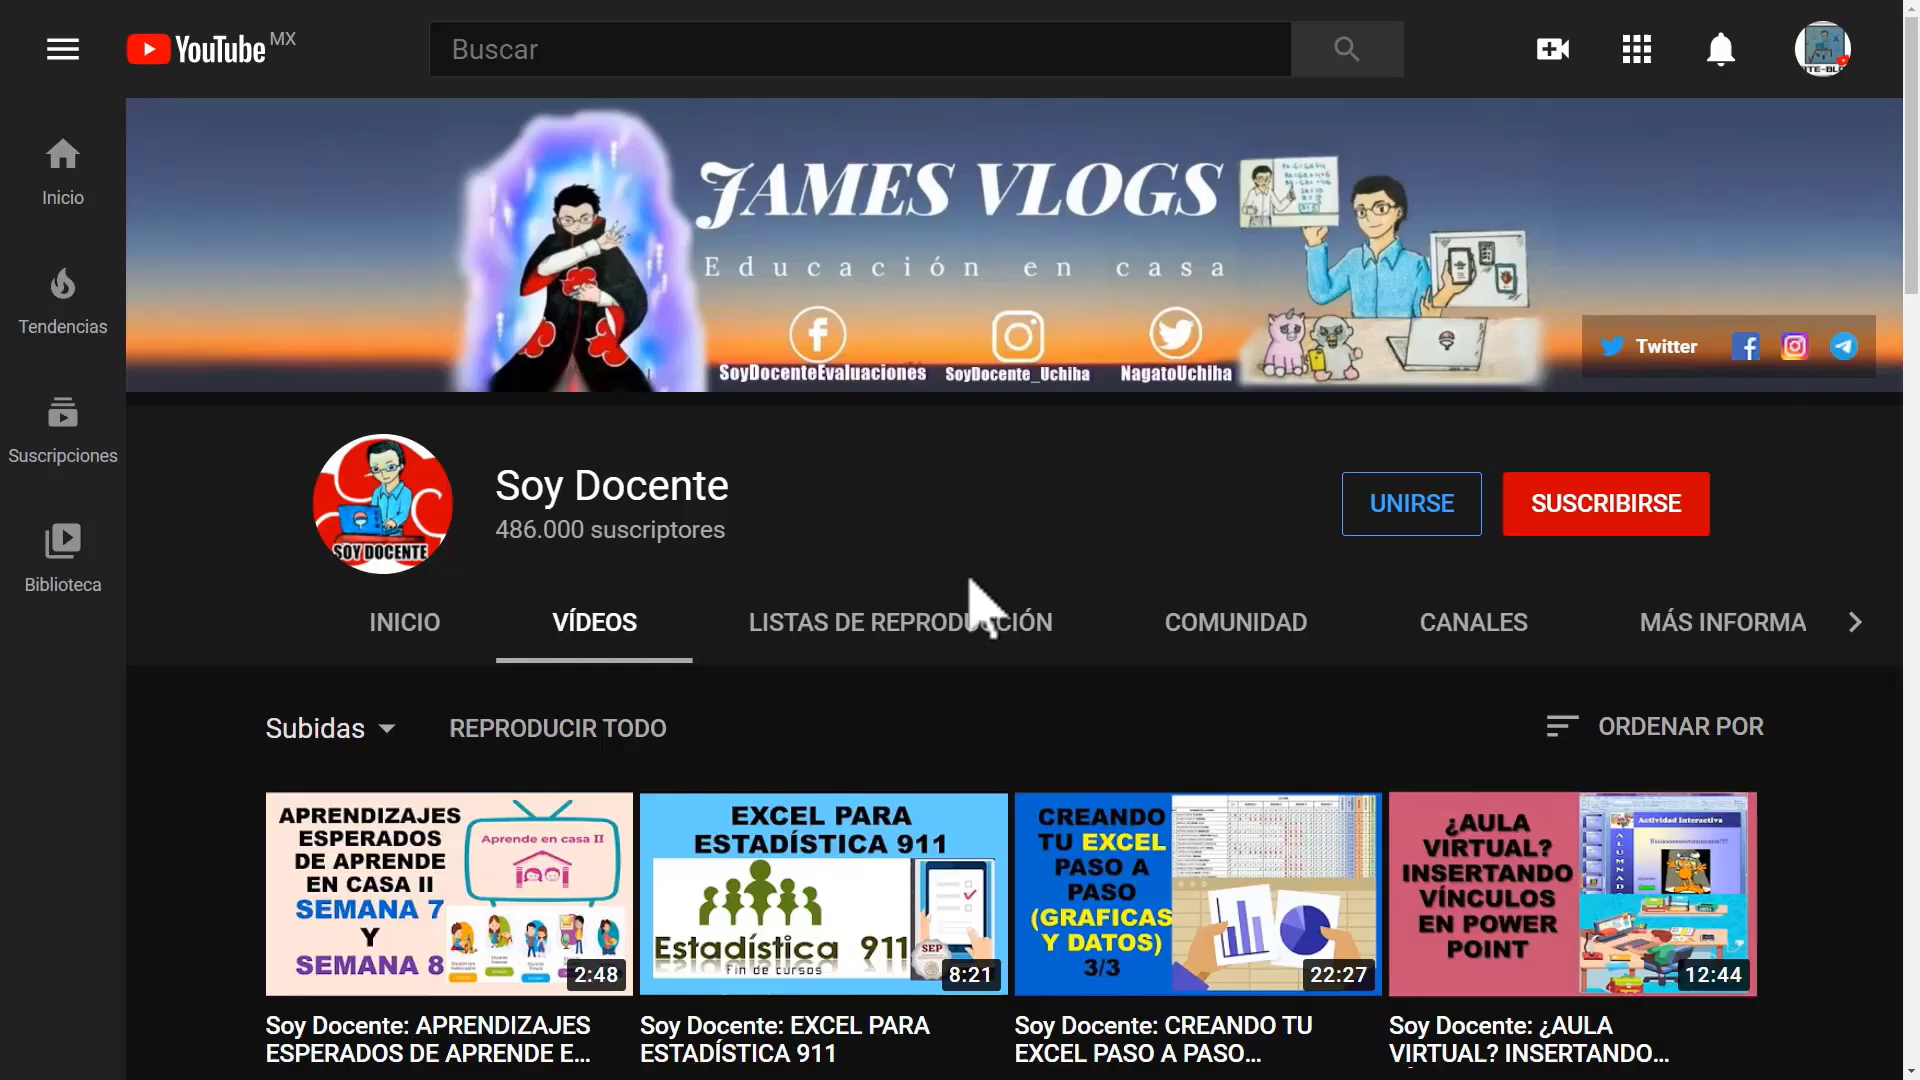 YouTube MX
Buscar
Inicio
Tendencias
Suscripciones
Biblioteca
JAMES VLOGS
Educación en casa
SoyDocenteEvaluaciones
SoyDocente_Uchiha
NagatoUchiha
Twitter
SOY DOCENTE
Soy Docente
486.000 suscriptores
UNIRSE
SUSCRIBIRSE
INICIO
VÍDEOS
LISTAS DE REPRODUCCIÓN
COMUNIDAD
CANALES
MÁS INFORMA
Subidas
REPRODUCIR TODO
ORDENAR POR
APRENDIZAJES
ESPERADOS
DE APRENDE
EN CASA II
SEMANA 7
Y
SEMANA 8
Aprende en casa II
2:48
EXCEL PARA
ESTADÍSTICA 911
Estadística 911
Fin de cursos
SEP
8:21
CREANDO
TU EXCEL
PASO A
PASO
(GRAFICAS
Y DATOS)
3/3
22:27
¿AULA
VIRTUAL?
INSERTANDO
VÍNCULOS
EN POWER
POINT
Actividad Interactiva
12:44
Soy Docente: APRENDIZAJES
ESPERADOS DE APRENDE E...
Soy Docente: EXCEL PARA
ESTADÍSTICA 911
Soy Docente: CREANDO TU
EXCEL PASO A PASO...
Soy Docente: ¿AULA
VIRTUAL? INSERTANDO...